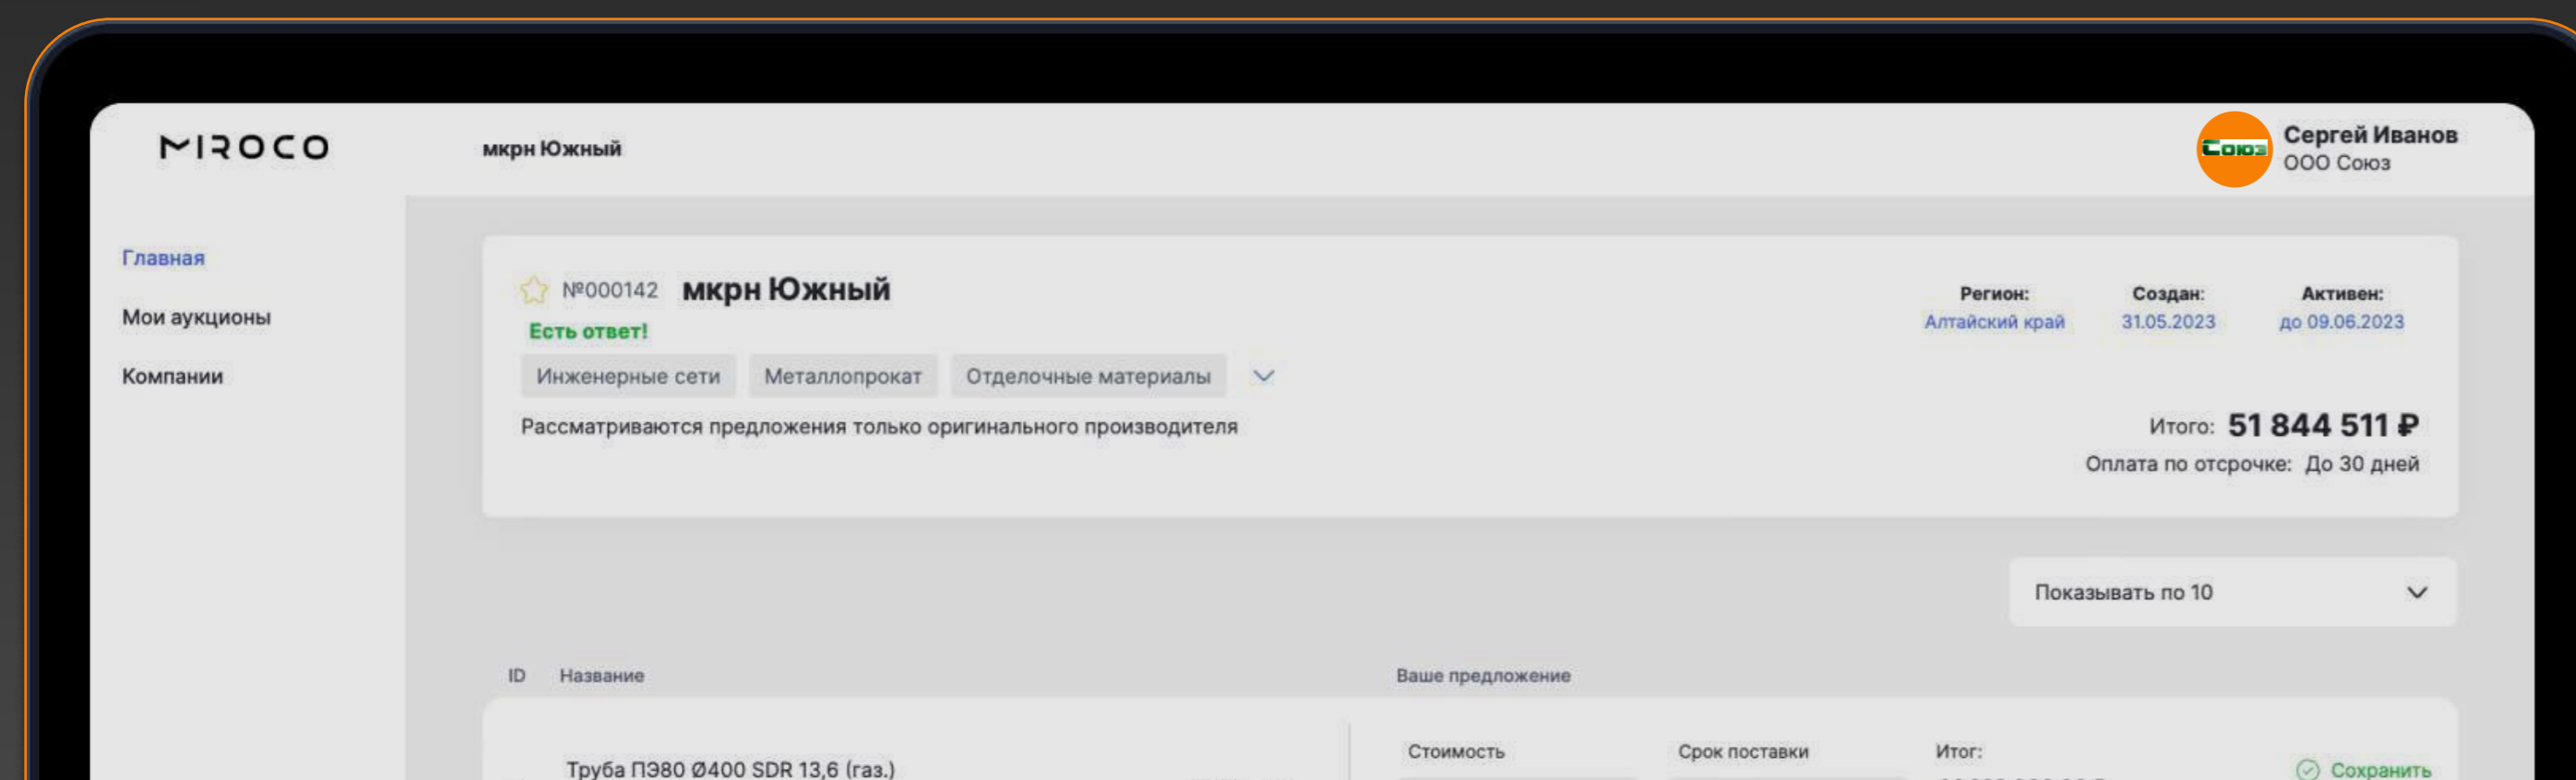 MIROCO
мкрн Южный
Союз
Сергей Иванов
ООО Союз
Главная
Мои аукционы
Компании
№000142 мкрн Южный
Есть ответ!
Инженерные сети Металлопрокат Отделочные материалы
Рассматриваются предложения только оригинального производителя
Регион: Создан: Активен:
Алтайский край 31.05.2023 до 09.06.2023
Итого: 51 844 511 ₽
Оплата по отсрочке: До 30 дней
Показывать по 10
ID Название Ваше предложение
Стоимость Срок поставки Итог:
Труба ПЭ80 Ø400 SDR 13,6 (газ.) Сохранить